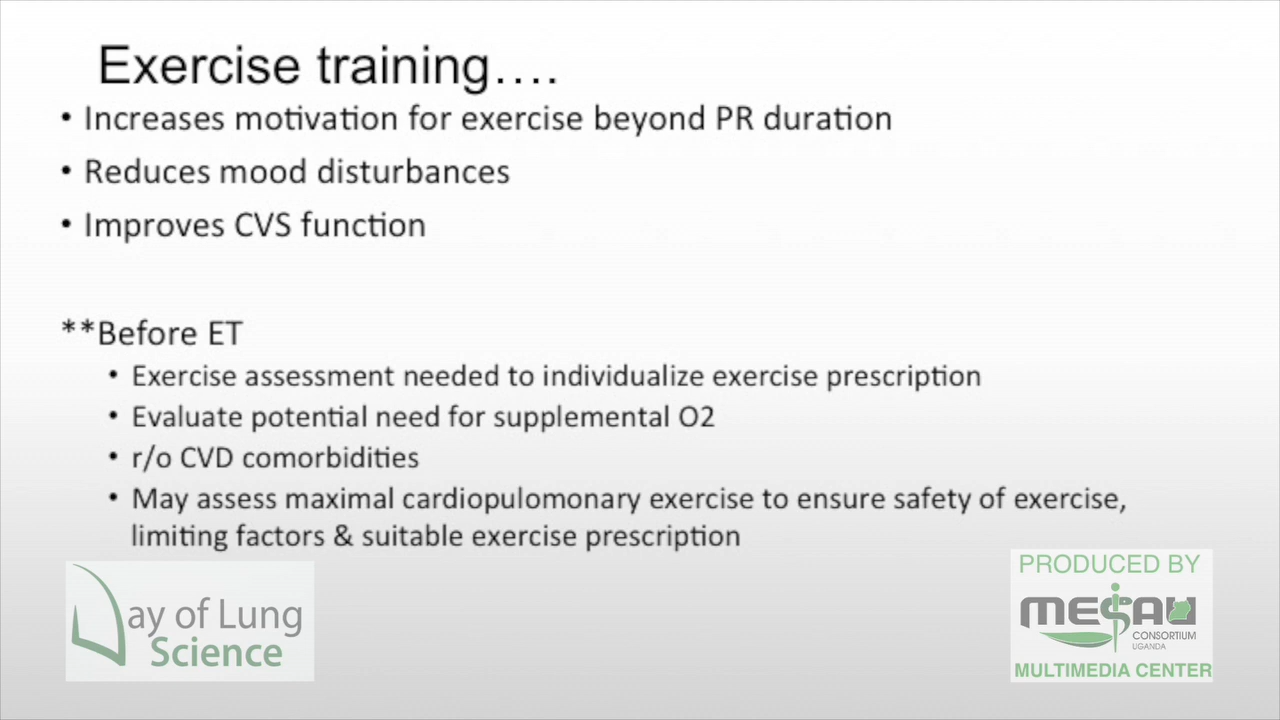 Exercise training….
• Increases motivation for exercise beyond PR duration
• Reduces mood disturbances
• Improves CVS function
**Before ET
• Exercise assessment needed to individualize exercise prescription
• Evaluate potential need for supplemental O2
• r/o CVD comorbidities
• May assess maximal cardiopulomonary exercise to ensure safety of exercise,
limiting factors & suitable exercise prescription
Day of Lung
Science
PRODUCED BY
MESAU
CONSORTIUM
UGANDA
MULTIMEDIA CENTER